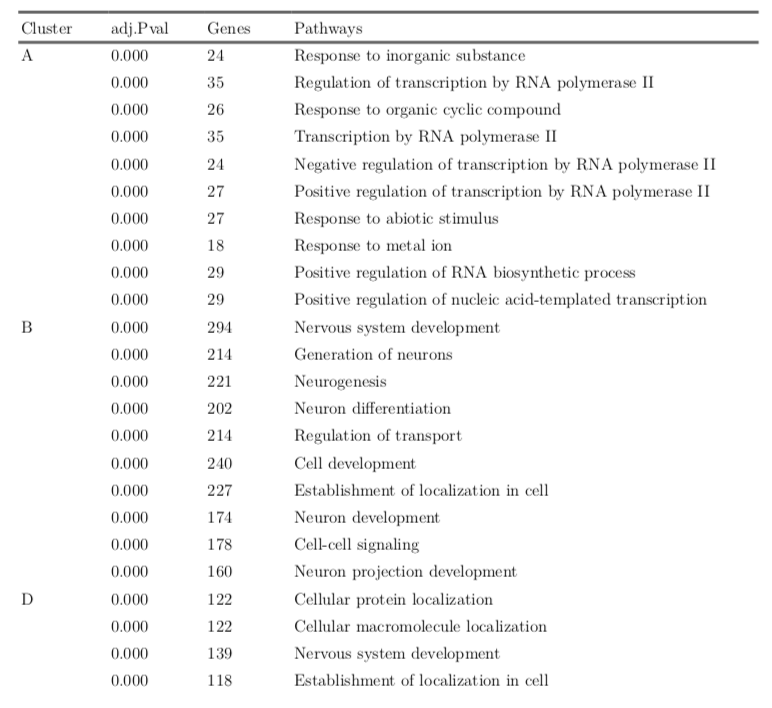 Cluster adj.Pval Genes Pathways
A 0.000 24 Response to inorganic substance
0.000 35 Regulation of transcription by RNA polymerase II
0.000 26 Response to organic cyclic compound
0.000 35 Transcription by RNA polymerase II
0.000 24 Negative regulation of transcription by RNA polymerase II
0.000 27 Positive regulation of transcription by RNA polymerase II
0.000 27 Response to abiotic stimulus
0.000 18 Response to metal ion
0.000 29 Positive regulation of RNA biosynthetic process
0.000 29 Positive regulation of nucleic acid-templated transcription
B 0.000 294 Nervous system development
0.000 214 Generation of neurons
0.000 221 Neurogenesis
0.000 202 Neuron differentiation
0.000 214 Regulation of transport
0.000 240 Cell development
0.000 227 Establishment of localization in cell
0.000 174 Neuron development
0.000 178 Cell-cell signaling
0.000 160 Neuron projection development
D 0.000 122 Cellular protein localization
0.000 122 Cellular macromolecule localization
0.000 139 Nervous system development
0.000 118 Establishment of localization in cell